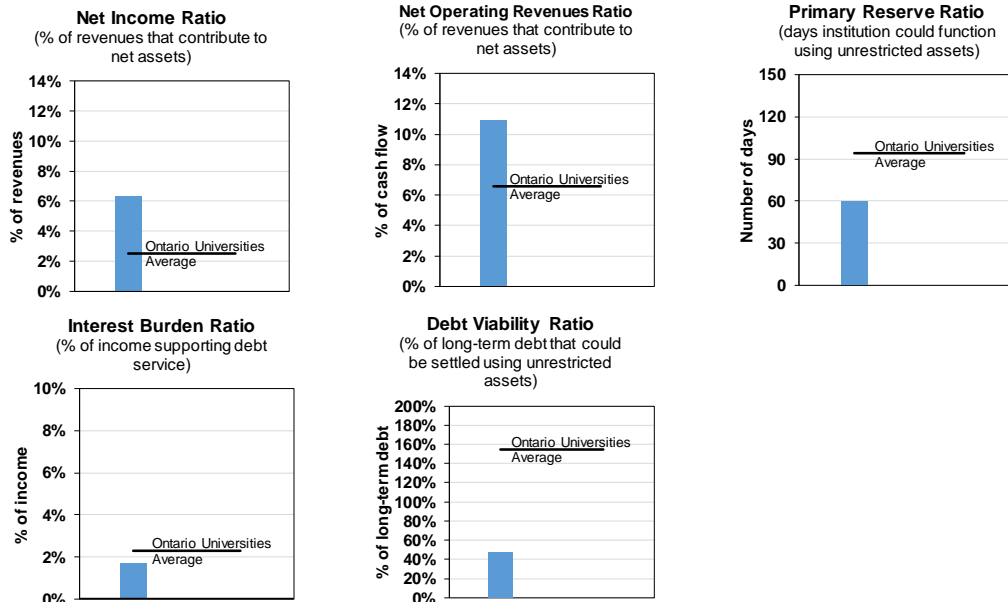 Net Income Ratio
(% of revenues that contribute to
net assets)
14%
12%
10%
8%
6%
4%
2%
0%
% of revenues
Ontario Universities
Average
Net Operating Revenues Ratio
(% of revenues that contribute to
net assets)
14%
12%
10%
8%
6%
4%
2%
0%
% of cash flow
Ontario Universities
Average
Primary Reserve Ratio
(days institution could function
using unrestricted assets)
150
120
90
60
30
0
Number of days
Ontario Universities
Average
Interest Burden Ratio
(% of income supporting debt
service)
10%
8%
6%
4%
2%
0%
% of income
Ontario Universities
Average
Debt Viability Ratio
(% of long-term debt that could
be settled using unrestricted
assets)
200%
180%
160%
140%
120%
100%
80%
60%
40%
20%
0%
% of long-term debt
Ontario Universities
Average